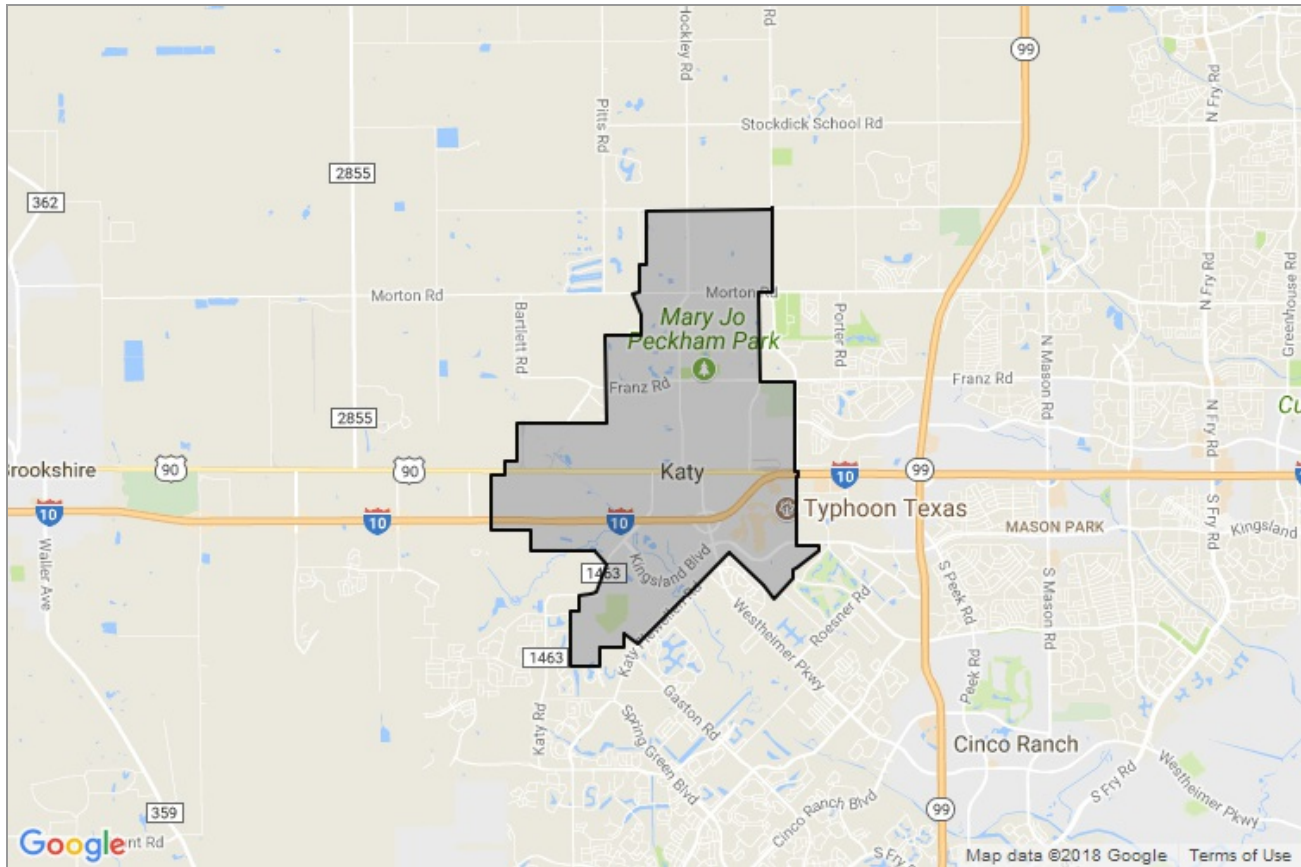 Hockley Rd
Rd
99
N Fry Rd
Pitts Rd
Stockdick School Rd
2855
362
Morton Rd
Morton Rd
Bartlett Rd
Mary Jo
Peckham Park
Porter Rd
N Mason Rd
N Fry Rd
Greenhouse Rd
Franz Rd
Franz Rd
2855
N Fry Rd
Cu
Brookshire
90
90
Katy
10
99
10
10
10
10
Typhoon Texas
MASON PARK
Kingsland
S Fry Rd
Waller Ave
1463
Kingsland Blvd
S Peek Rd
S Mason Rd
Roesner Rd
Westheimer Pkwy
1463
Peek Rd
Katy Rd
Gaston Rd
Spring Green Blvd
Cinco Ranch
Westheimer Pkwy
S Fry Rd
359
Cinco Ranch Blvd
99
nt Rd
S Fry
Google
Map data ©2018 Google
Terms of Use